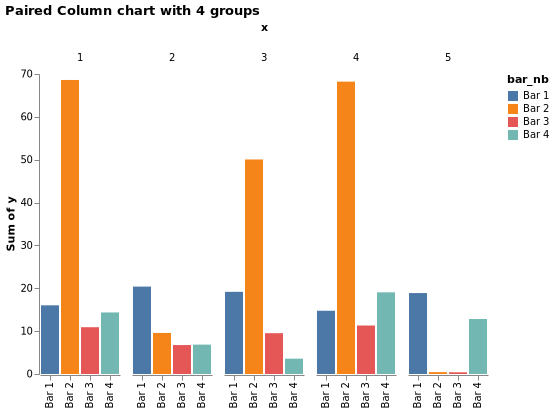 Paired Column chart with 4 groups
x
1 2 3 4 5
bar_nb
Bar 1
Bar 2
Bar 3
Bar 4
Sum of y
70
60
50
40
30
20
10
0
Bar 1 Bar 2 Bar 3 Bar 4 Bar 1 Bar 2 Bar 3 Bar 4 Bar 1 Bar 2 Bar 3 Bar 4 Bar 1 Bar 2 Bar 3 Bar 4 Bar 1 Bar 2 Bar 3 Bar 4